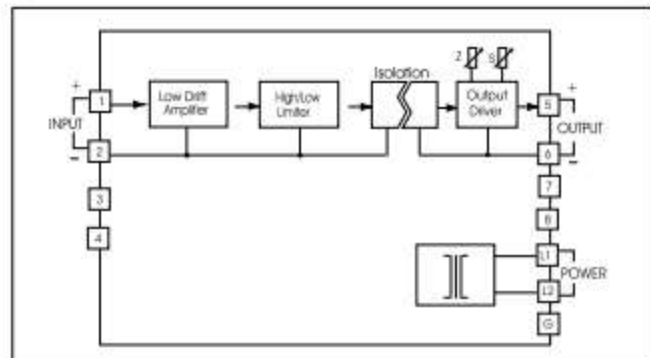 Z S
Isolation
+
1
Low Drift
Amplifier
High/Low
Limitor
Output
Driver
5
+
INPUT
OUTPUT
-
2
6
-
3
7
4
8
L1
POWER
L2
G